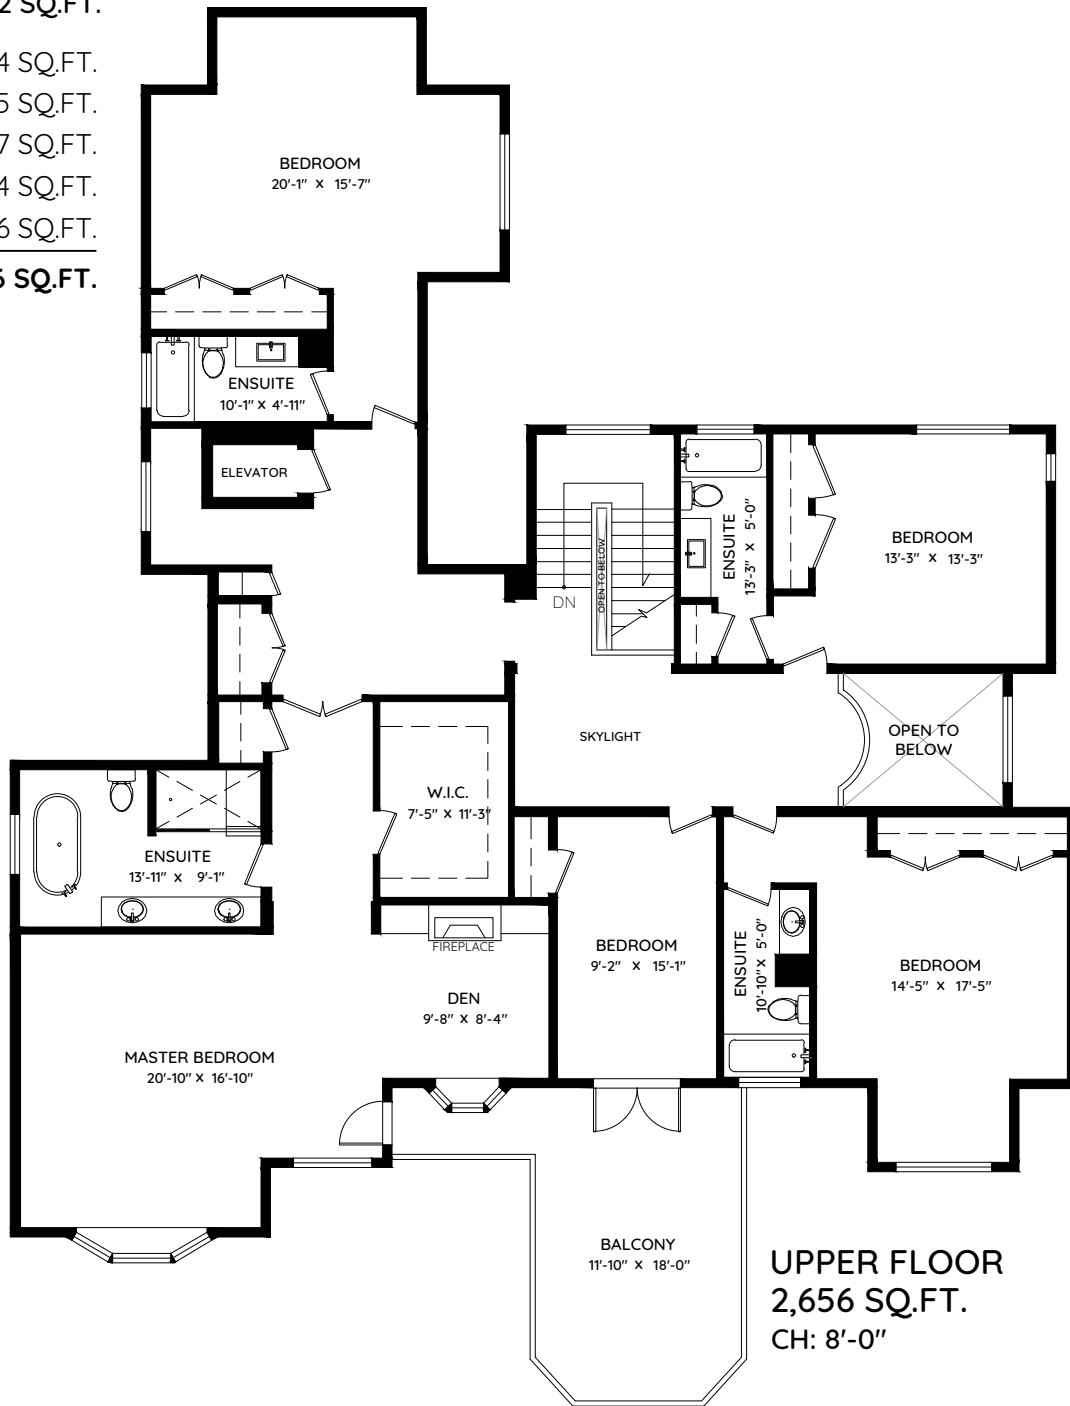 2 SQ.FT.
4 SQ.FT.
5 SQ.FT.
7 SQ.FT.
4 SQ.FT.
6 SQ.FT.
SQ.FT.
BEDROOM
20'-1" x 15'-7"
ENSUITE
10'-1" x 4'-11"
ELEVATOR
OPEN TO BELOW
DN
ENSUITE
13'-3" x 5'-0"
BEDROOM
13'-3" x 13'-3"
SKYLIGHT
OPEN TO
BELOW
W.I.C.
7'-5" x 11'-3"
ENSUITE
13'-11" x 9'-1"
FIREPLACE
DEN
9'-8" x 8'-4"
BEDROOM
9'-2" x 15'-1"
ENSUITE
10'-10" x 5'-0"
BEDROOM
14'-5" x 17'-5"
MASTER BEDROOM
20'-10" x 16'-10"
BALCONY
11'-10" x 18'-0"
UPPER FLOOR
2,656 SQ.FT.
CH: 8'-0"